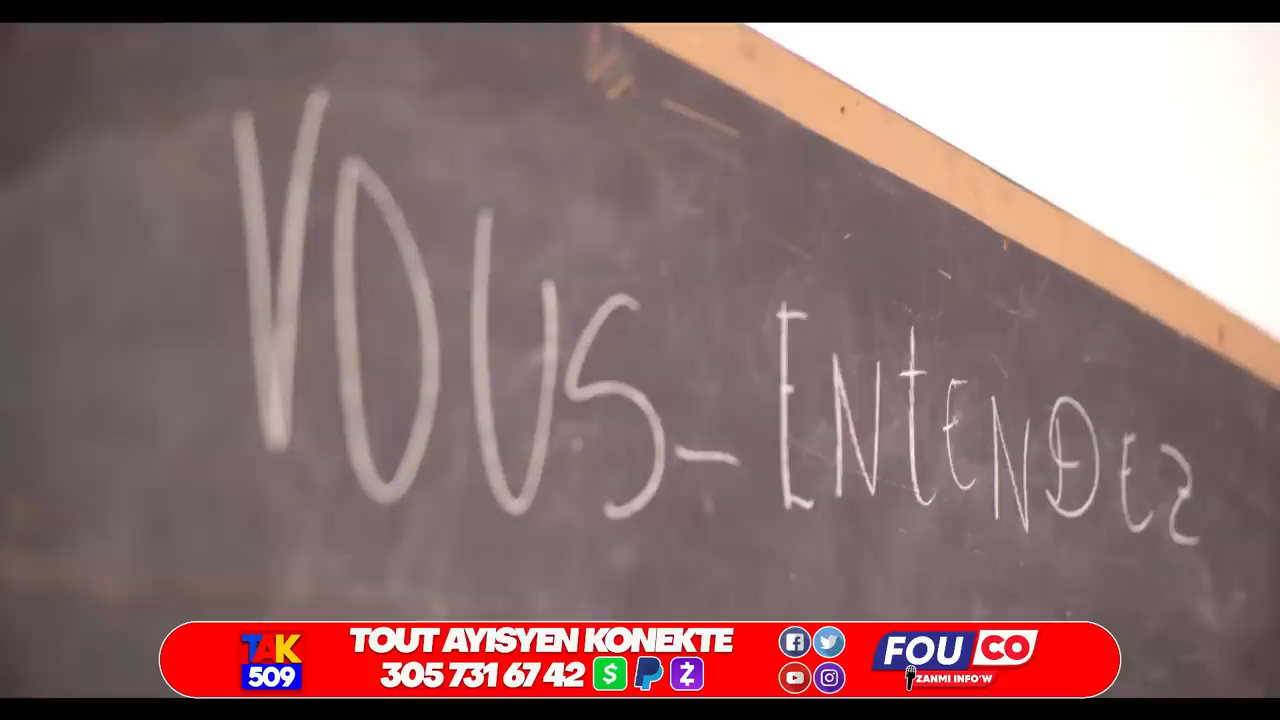 VOUS - ENTENDEZ
TAK
509
TOUT AYISYEN KONEKTE
305 731 67 42
FOU CO
ZANMI INFO'W